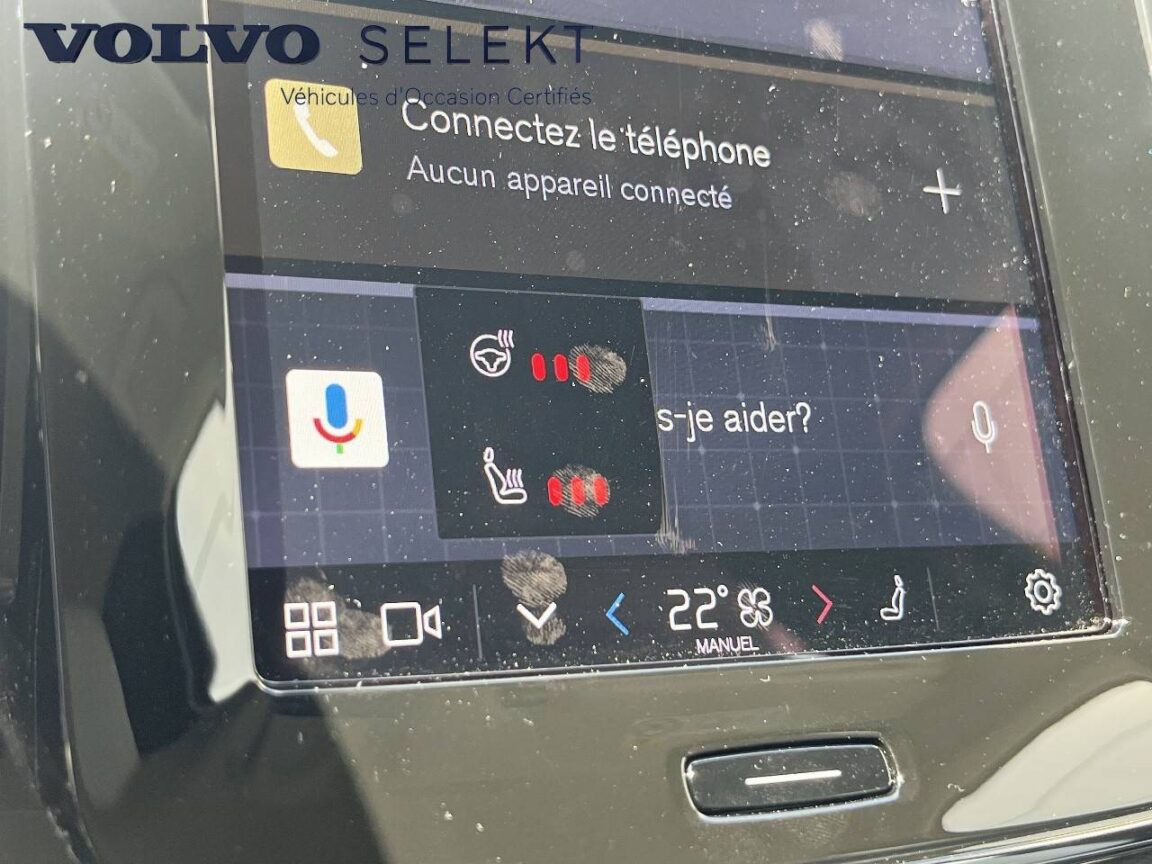 VOLVO SELEKT
Véhicules d'Occasion Certifiés
Connectez le téléphone
Aucun appareil connecté
s-je aider?
22°
MANUEL